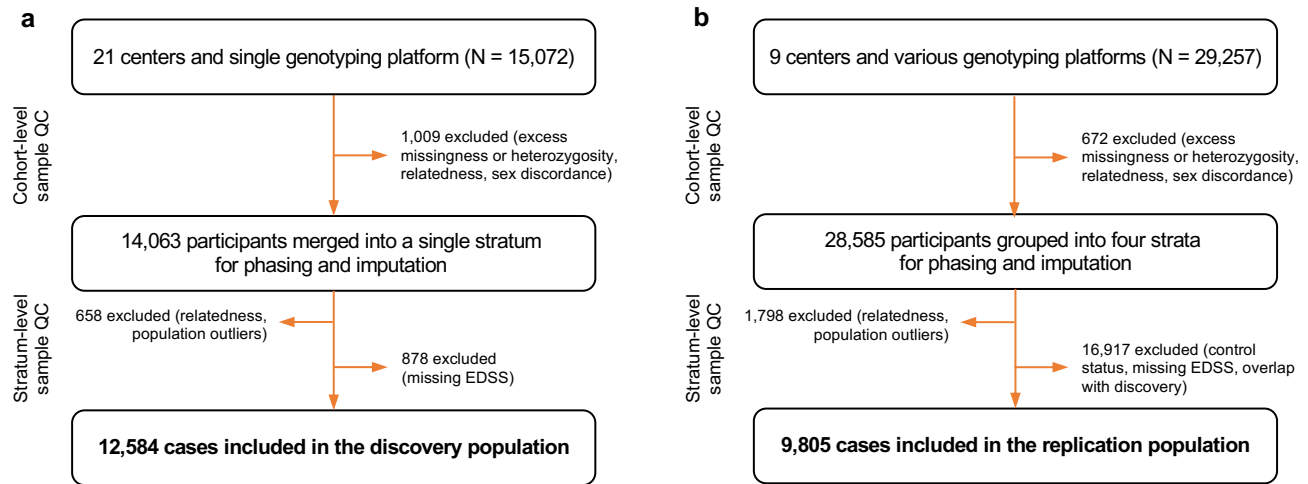 a
21 centers and single genotyping platform (N = 15,072)
Cohort-level
sample QC
1,009 excluded (excess
missingness or heterozygosity,
relatedness, sex discordance)
14,063 participants merged into a single stratum
for phasing and imputation
Stratum-level
sample QC
658 excluded (relatedness,
population outliers)
878 excluded
(missing EDSS)
12,584 cases included in the discovery population
b
9 centers and various genotyping platforms (N = 29,257)
Cohort-level
sample QC
672 excluded (excess
missingness or heterozygosity,
relatedness, sex discordance)
28,585 participants grouped into four strata
for phasing and imputation
Stratum-level
sample QC
1,798 excluded (relatedness,
population outliers)
16,917 excluded (control
status, missing EDSS, overlap
with discovery)
9,805 cases included in the replication population